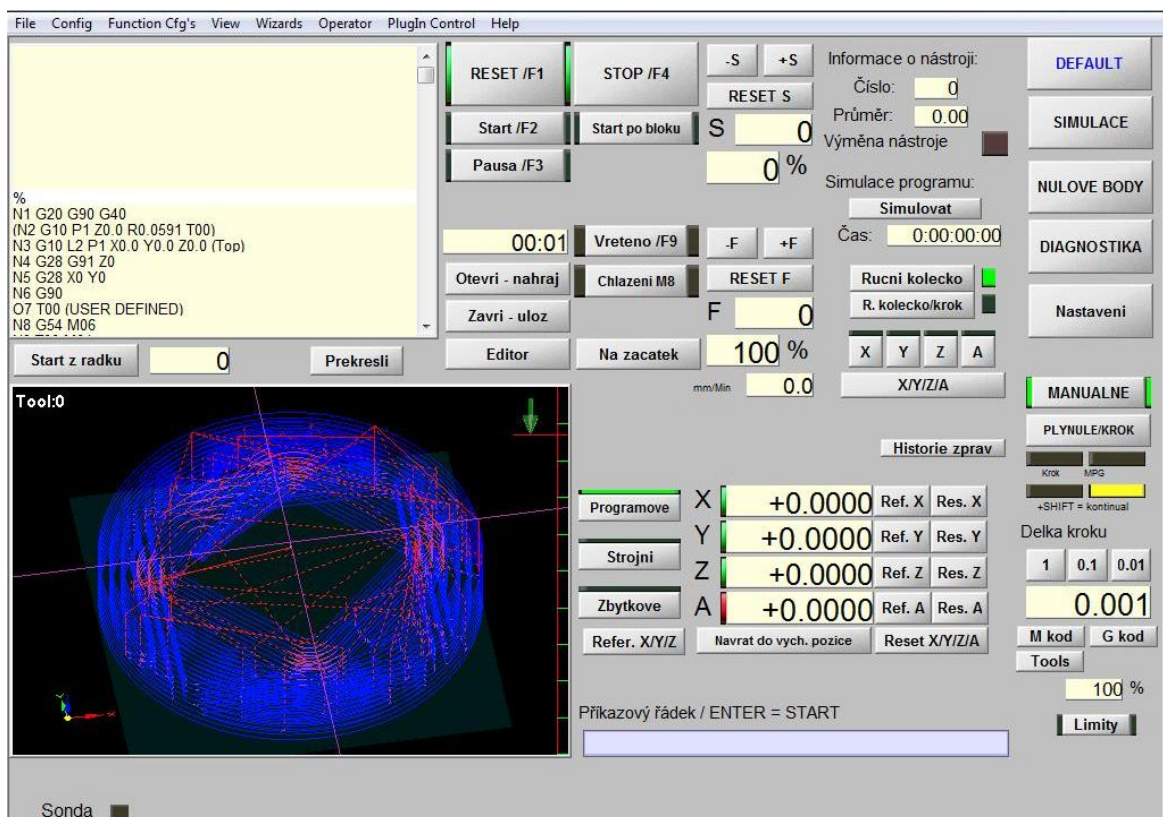 File Config Function Cfg's View Wizards Operator PlugIn Control Help
%
N1 G20 G90 G40
(N2 G10 P1 Z0.0 R0.0591 T00)
N3 G10 L2 P1 X0.0 Y0.0 Z0.0 (Top)
N4 G28 G91 Z0
N5 G28 X0 Y0
N6 G90
O7 T00 (USER DEFINED)
N8 G54 M06
Start z radku
0
Prekresli
RESET /F1
STOP /F4
Start /F2
Start po bloku
Pausa /F3
-S +S
RESET S
S 0
0 %
00:01
Vreteno /F9
Otevri - nahraj
Chlazeni M8
Zavri - uloz
Editor
Na zacatek
-F +F
RESET F
F 0
100 %
mm/Min 0.0
Informace o nástroji:
Číslo: 0
Průměr: 0.00
Výměna nástroje
Simulace programu:
Simulovat
Čas: 0:00:00:00
Rucni kolecko
R. kolecko/krok
X Y Z A
X/Y/Z/A
Historie zprav
DEFAULT
SIMULACE
NULOVE BODY
DIAGNOSTIKA
Nastaveni
MANUALNE
PLYNULE/KROK
Krok MPG
+SHIFT = kontinual
Delka kroku
1 0.1 0.01
0.001
M kod G kod
Tools
100 %
Limity
Tool:0
Programove
Strojni
Zbytkove
Refer. X/Y/Z
X +0.0000 Ref. X Res. X
Y +0.0000 Ref. Y Res. Y
Z +0.0000 Ref. Z Res. Z
A +0.0000 Ref. A Res. A
Navrat do vych. pozice
Reset X/Y/Z/A
Příkazový řádek / ENTER = START
Sonda